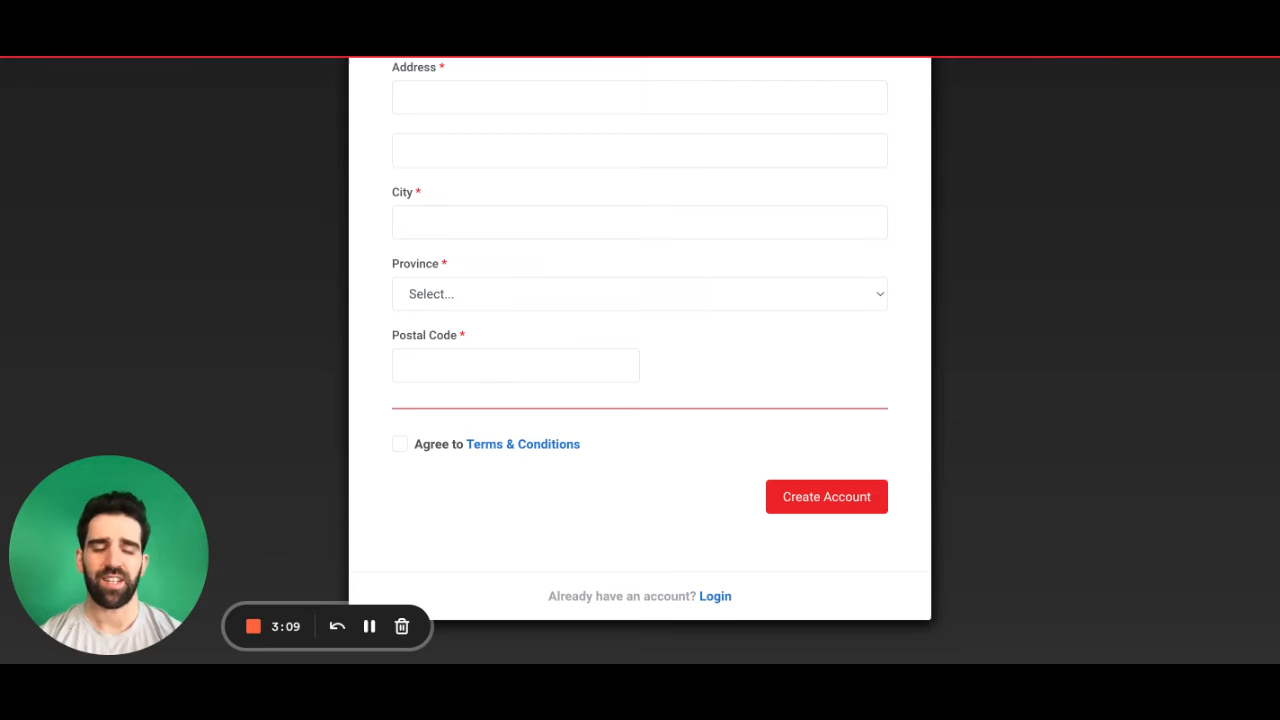 Address *
City *
Province *
Select...
Postal Code *
Agree to Terms & Conditions
Create Account
Already have an account? Login
3:09